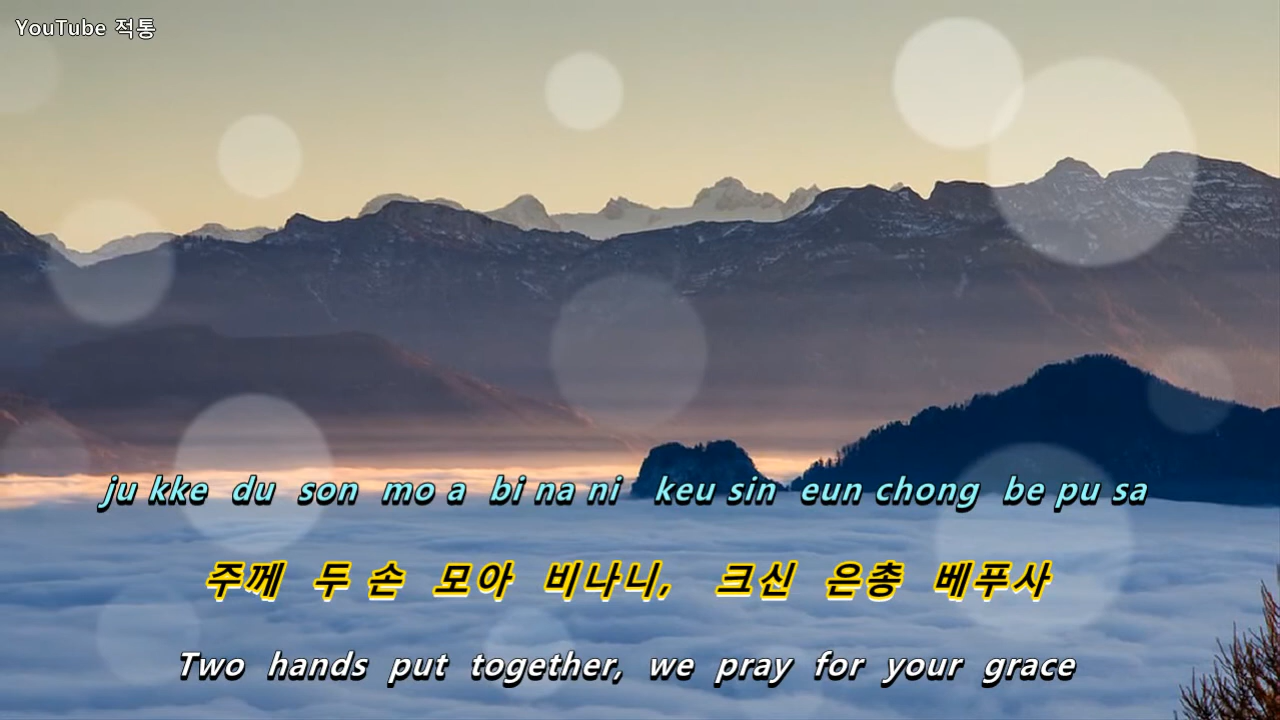 YouTube 적통
ju kke du son mo a bi na ni keu sin eun chong be pu sa
주께 두 손 모아 비나니, 크신 은총 베푸사
Two hands put together, we pray for your grace